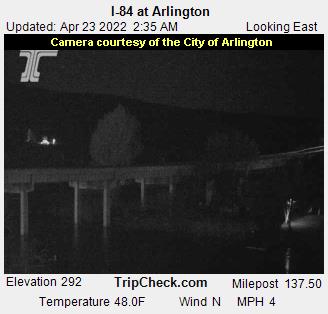 I-84 at Arlington
Updated: Apr 23 2022 2:35 AM Looking East
Camera courtesy of the City of Arlington
Elevation 292 TripCheck.com Milepost 137.50
Temperature 48.0F Wind N MPH 4